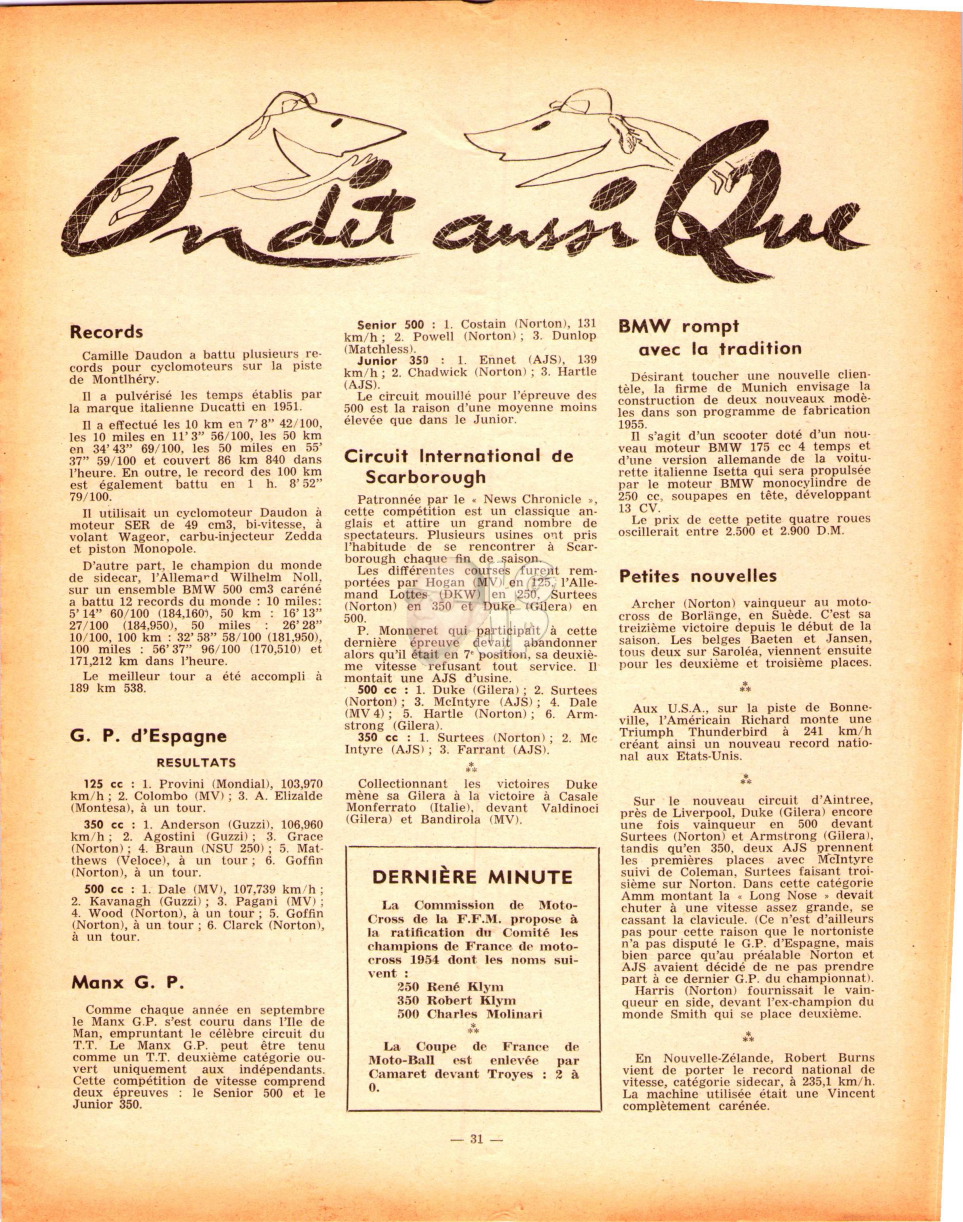 On dit aussi Que
Records
Camille Daudon a battu plusieurs re-
cords pour cyclomoteurs sur la piste
de Montlhéry.
Il a pulvérisé les temps établis par
la marque italienne Ducatti en 1951.
Il a effectué les 10 km en 7' 8" 42/100,
les 10 miles en 11' 3" 56/100, les 50 km
en 34' 43" 69/100, les 50 miles en 55'
37" 59/100 et couvert 86 km 840 dans
l'heure. En outre, le record des 100 km
est également battu en 1 h. 8' 52"
79/100.
Il utilisait un cyclomoteur Daudon à
moteur SER de 49 cm3, bi-vitesse, à
volant Wageor, carbu-injecteur Zedda
et piston Monopole.
D'autre part, le champion du monde
de sidecar, l'Allemand Wilhelm Noll,
sur un ensemble BMW 500 cm3 caréné
a battu 12 records du monde : 10 miles:
5' 14" 60/100 (184,160), 50 km : 16' 13"
27/100 (184,950), 50 miles : 26' 28"
10/100, 100 km : 32' 58" 58/100 (181,950),
100 miles : 56' 37" 96/100 (170,510) et
171,212 km dans l'heure.
Le meilleur tour a été accompli à
189 km 538.
G. P. d'Espagne
RESULTATS
125 cc : 1. Provini (Mondial), 103,970
km/h ; 2. Colombo (MV) ; 3. A. Elizalde
(Montesa), à un tour.
350 cc : 1. Anderson (Guzzi), 106,960
km/h ; 2. Agostini (Guzzi) ; 3. Grace
(Norton) ; 4. Braun (NSU 250) ; 5. Mat-
thews (Veloce), à un tour ; 6. Goffin
(Norton), à un tour.
500 cc : 1. Dale (MV), 107,739 km/h ;
2. Kavanagh (Guzzi) ; 3. Pagani (MV) ;
4. Wood (Norton), à un tour ; 5. Goffin
(Norton), à un tour ; 6. Clarck (Norton),
à un tour.
Manx G. P.
Comme chaque année en septembre
le Manx G.P. s'est couru dans l'Ile de
Man, empruntant le célèbre circuit du
T.T. Le Manx G.P. peut être tenu
comme un T.T. deuxième catégorie ou-
vert uniquement aux indépendants.
Cette compétition de vitesse comprend
deux épreuves : le Senior 500 et le
Junior 350.
Senior 500 : 1. Costain (Norton), 131
km/h ; 2. Powell (Norton) ; 3. Dunlop
(Matchless).
Junior 350 : 1. Ennet (AJS), 139
km/h ; 2. Chadwick (Norton) ; 3. Hartle
(AJS).
Le circuit mouillé pour l'épreuve des
500 est la raison d'une moyenne moins
élevée que dans le Junior.
Circuit International de
Scarborough
Patronnée par le « News Chronicle »,
cette compétition est un classique an-
glais et attire un grand nombre de
spectateurs. Plusieurs usines ont pris
l'habitude de se rencontrer à Scar-
borough chaque fin de saison.
Les différentes courses furent rem-
portées par Hogan (MV) en 125, l'Alle-
mand Lottes (DKW) en 250, Surtees
(Norton) en 350 et Duke (Gilera) en
500.
P. Monneret qui participait à cette
dernière épreuve devait abandonner
alors qu'il était en 7e position, sa deuxiè-
me vitesse refusant tout service. Il
montait une AJS d'usine.
500 cc : 1. Duke (Gilera) ; 2. Surtees
(Norton) ; 3. McIntyre (AJS) ; 4. Dale
(MV 4) ; 5. Hartle (Norton) ; 6. Arm-
strong (Gilera).
350 cc : 1. Surtees (Norton) ; 2. Mc
Intyre (AJS) ; 3. Farrant (AJS).
***
Collectionnant les victoires Duke
mène sa Gilera à la victoire à Casale
Monferrato (Italie), devant Valdinoci
(Gilera) et Bandirola (MV).
DERNIÈRE MINUTE
La Commission de Moto-
Cross de la F.F.M. propose à
la ratification du Comité les
champions de France de moto-
cross 1954 dont les noms sui-
vent :
250 René Klym
350 Robert Klym
500 Charles Molinari
***
La Coupe de France de
Moto-Ball est enlevée par
Camaret devant Troyes : 2 à
0.
BMW rompt
avec la tradition
Désirant toucher une nouvelle clien-
tèle, la firme de Munich envisage la
construction de deux nouveaux modè-
les dans son programme de fabrication
1955.
Il s'agit d'un scooter doté d'un nou-
veau moteur BMW 175 cc 4 temps et
d'une version allemande de la voitu-
rette italienne Isetta qui sera propulsée
par le moteur BMW monocylindre de
250 cc, soupapes en tête, développant
13 CV.
Le prix de cette petite quatre roues
oscillerait entre 2.500 et 2.900 D.M.
Petites nouvelles
Archer (Norton) vainqueur au moto-
cross de Borlänge, en Suède. C'est sa
treizième victoire depuis le début de la
saison. Les belges Baeten et Jansen,
tous deux sur Saroléa, viennent ensuite
pour les deuxième et troisième places.
***
Aux U.S.A., sur la piste de Bonne-
ville, l'Américain Richard monte une
Triumph Thunderbird à 241 km/h
créant ainsi un nouveau record natio-
nal aux Etats-Unis.
***
Sur le nouveau circuit d'Aintree,
près de Liverpool, Duke (Gilera) encore
une fois vainqueur en 500 devant
Surtees (Norton) et Armstrong (Gilera),
tandis qu'en 350, deux AJS prennent
les premières places avec McIntyre
suivi de Coleman, Surtees faisant troi-
sième sur Norton. Dans cette catégorie
Amm montant la « Long Nose » devait
chuter à une vitesse assez grande, se
cassant la clavicule. (Ce n'est d'ailleurs
pas pour cette raison que le nortoniste
n'a pas disputé le G.P. d'Espagne, mais
bien parce qu'au préalable Norton et
AJS avaient décidé de ne pas prendre
part à ce dernier G.P. du championnat).
Harris (Norton) fournissait le vain-
queur en side, devant l'ex-champion du
monde Smith qui se place deuxième.
***
En Nouvelle-Zélande, Robert Burns
vient de porter le record national de
vitesse, catégorie sidecar, à 235,1 km/h.
La machine utilisée était une Vincent
complètement carénée.
— 31 —